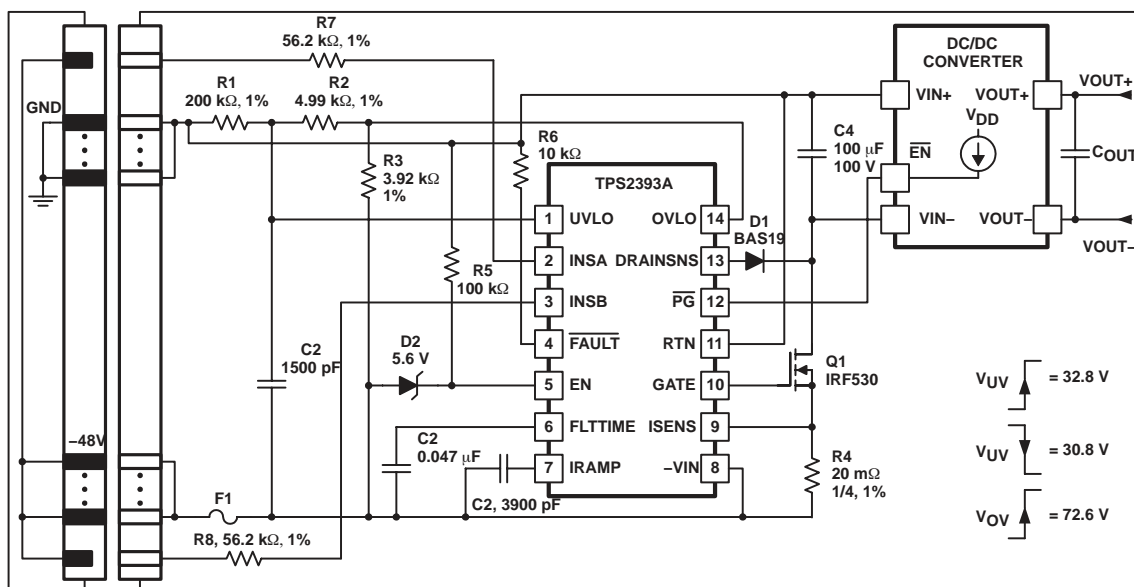 R7
56.2 kΩ, 1%
DC/DC
CONVERTER
R1
200 kΩ, 1%
R2
4.99 kΩ, 1%
GND
VIN+
VOUT+
VOUT+
VDD
EN
R6
10 kΩ
C4
100 µF
100 V
COUT
R3
3.92 kΩ
1%
TPS2393A
1
UVLO
OVLO
14
VIN–
VOUT–
VOUT–
D1
BAS19
2
INSA
DRAINSNS
13
R5
100 kΩ
3
INSB
PG
12
4
FAULT
RTN
11
C2
1500 pF
D2
5.6 V
5
EN
GATE
10
Q1
IRF530
VUV
= 32.8 V
6
FLTTIME
ISENS
9
–48V
C2
0.047 µF
7
IRAMP
–VIN
8
R4
20 mΩ
1/4, 1%
VUV
= 30.8 V
C2, 3900 pF
F1
VOV
= 72.6 V
R8, 56.2 kΩ, 1%